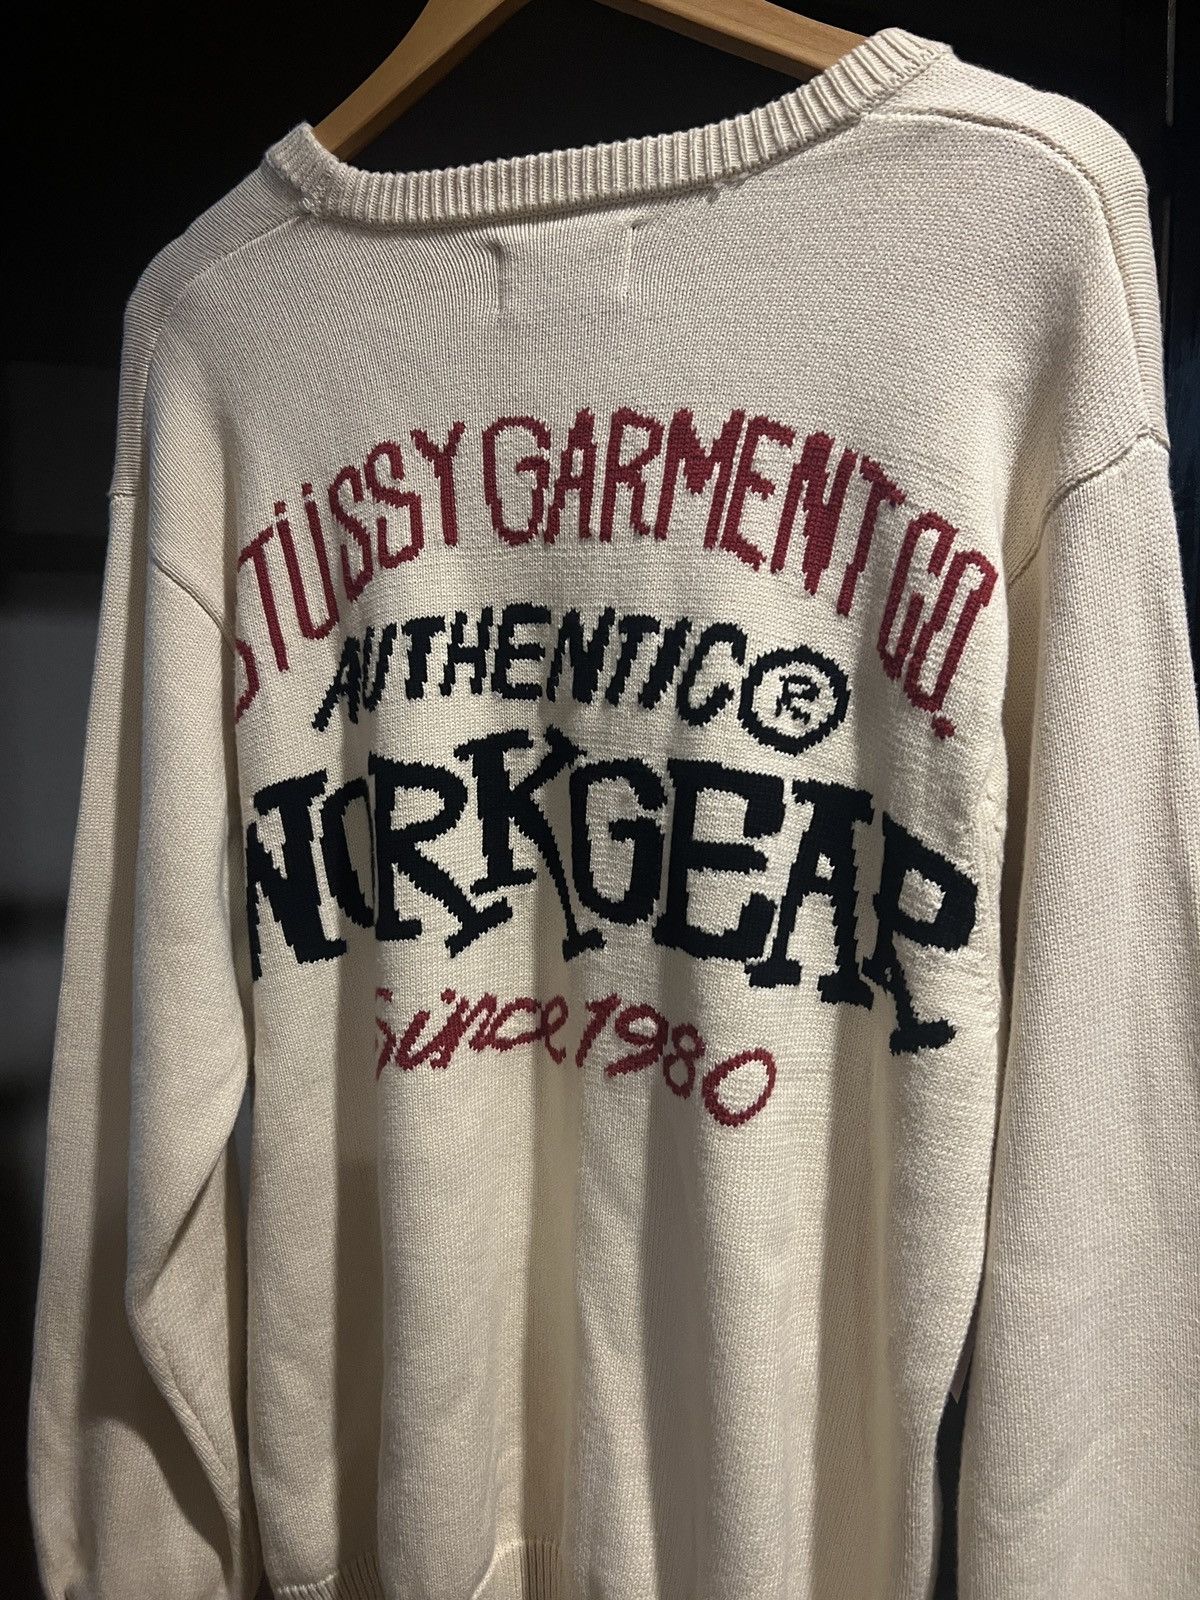 STÜSSY GARMENT CO.
AUTHENTIC ®
WORKGEAR
Since 1980